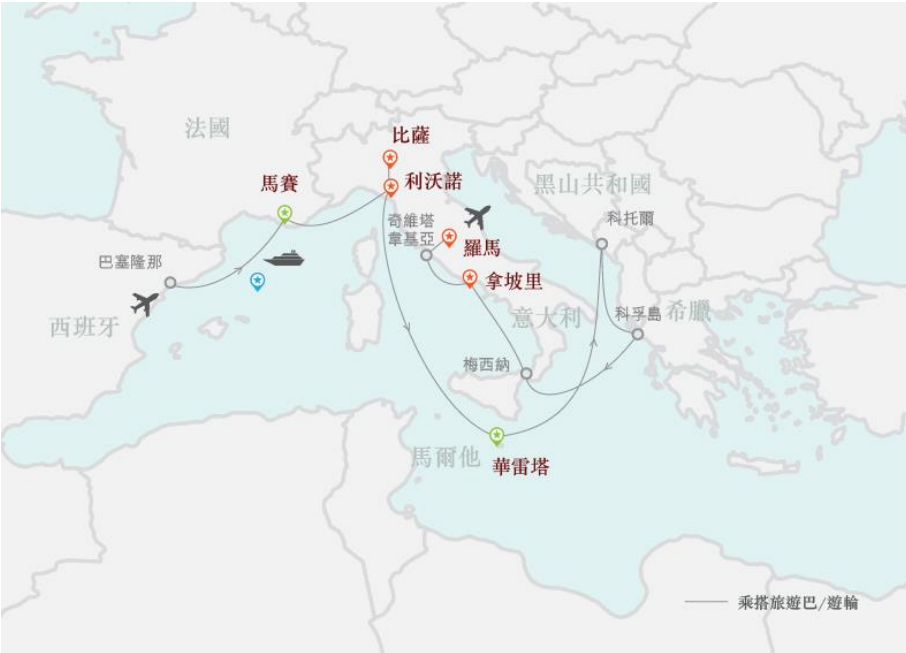 法國
比薩
馬賽
利沃諾
黑山共和國
奇維塔
韋基亞
科托爾
羅馬
巴塞隆那
拿坡里
西班牙
意大利
科孚島
希臘
梅西納
馬爾他
華雷塔
乘搭旅遊巴/遊輪